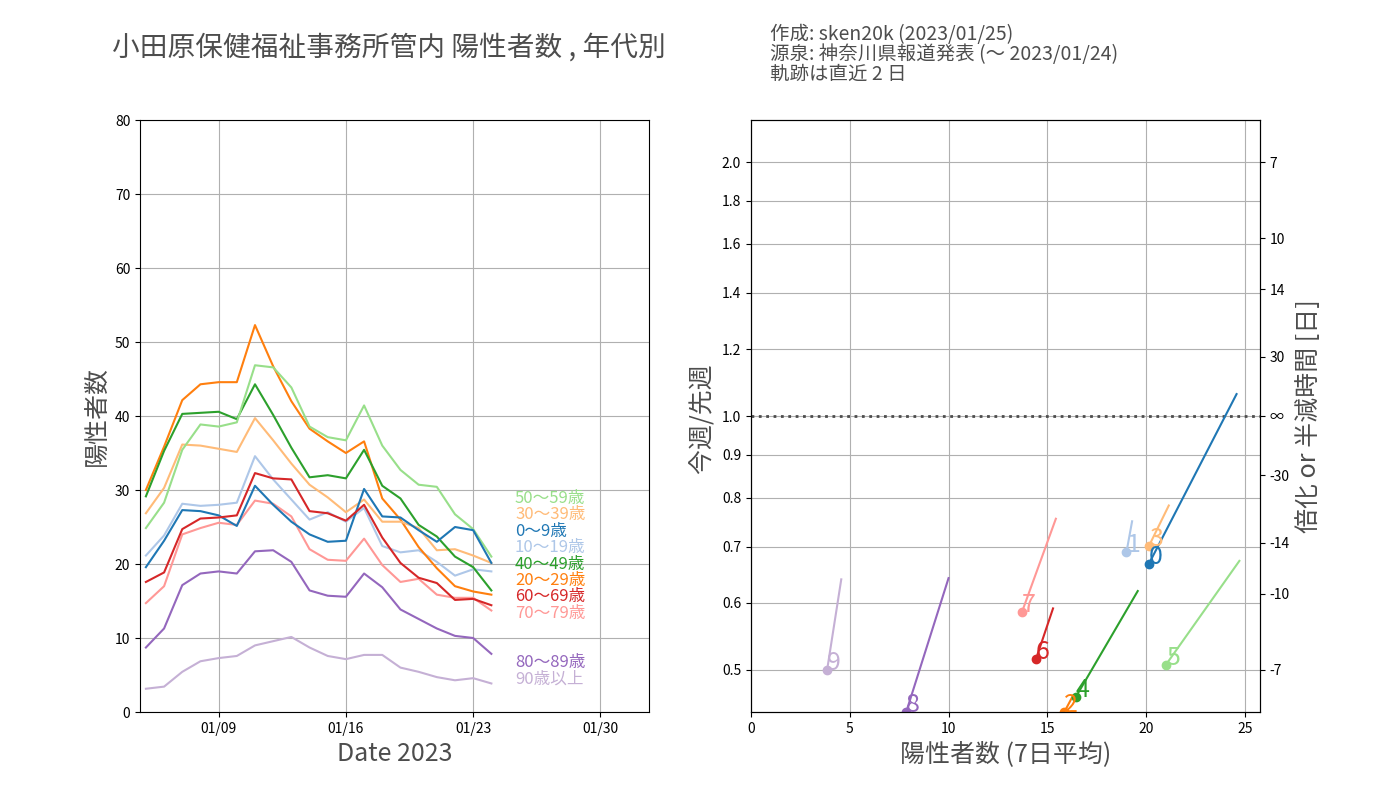 小田原保健福祉事務所管内 陽性者数 , 年代別
作成: sken20k (2023/01/25)
源泉: 神奈川県報道発表 (～ 2023/01/24)
軌跡は直近 2 日
陽性者数
80
70
60
50
40
30
20
10
0
01/09
01/16
01/23
01/30
Date 2023
50～59歳
30～39歳
0～9歳
10～19歳
40～49歳
20～29歳
60～69歳
70～79歳
80～89歳
90歳以上
今週/先週
2.0
1.8
1.6
1.4
1.2
1.0
0.9
0.8
0.7
0.6
0.5
0
5
10
15
20
25
陽性者数 (7日平均)
7
10
14
30
∞
-30
-14
-10
-7
倍化 or 半減時間 [日]
1
3
0
7
6
5
9
4
8
2